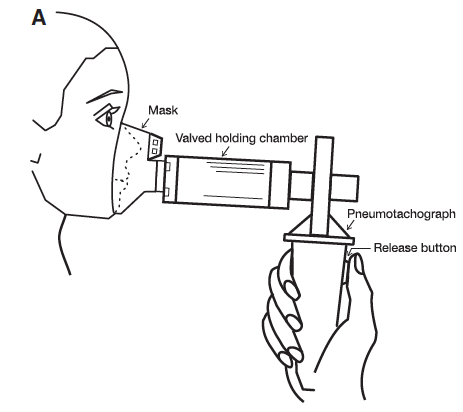 A
Mask
Valved holding chamber
Pneumotachograph
Release button